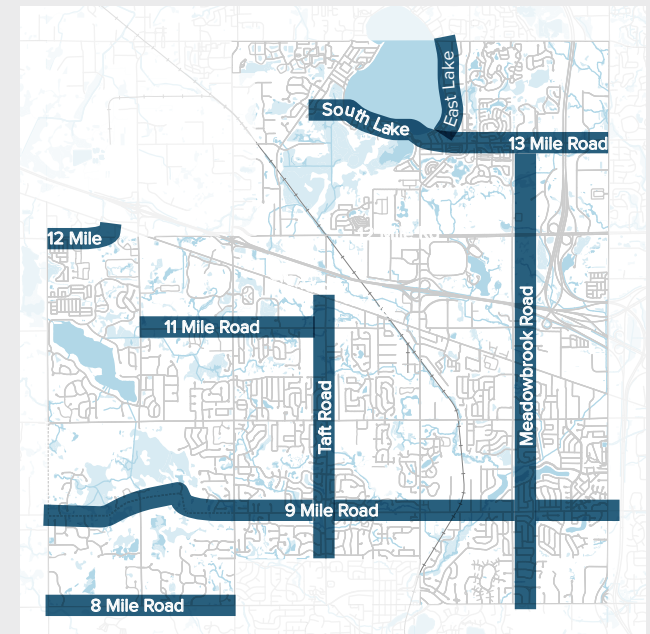 East Lake
South Lake
13 Mile Road
12 Mile
11 Mile Road
Taft Road
Meadowbrook Road
9 Mile Road
8 Mile Road